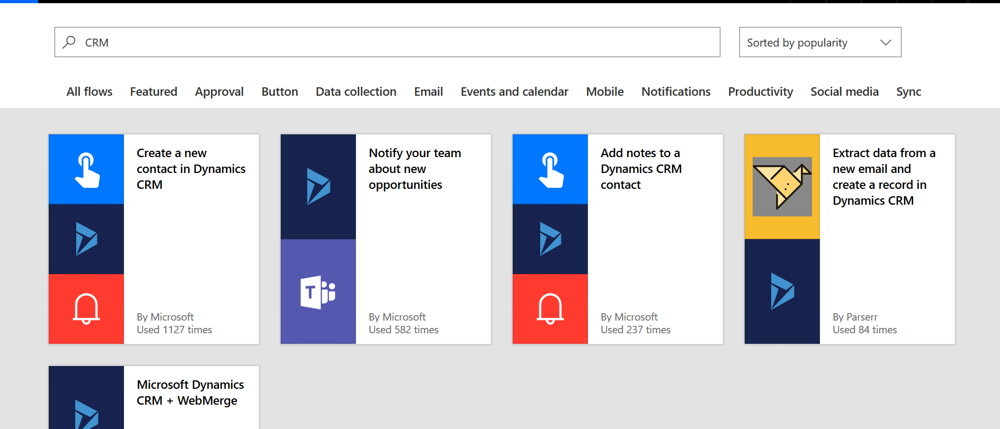 CRM
Sorted by popularity
All flows Featured Approval Button Data collection Email Events and calendar Mobile Notifications Productivity Social media Sync
Create a new
contact in Dynamics
CRM
By Microsoft
Used 1127 times
Notify your team
about new
opportunities
T
By Microsoft
Used 582 times
Add notes to a
Dynamics CRM
contact
By Microsoft
Used 237 times
Extract data from a
new email and
create a record in
Dynamics CRM
By Parserr
Used 84 times
Microsoft Dynamics
CRM + WebMerge